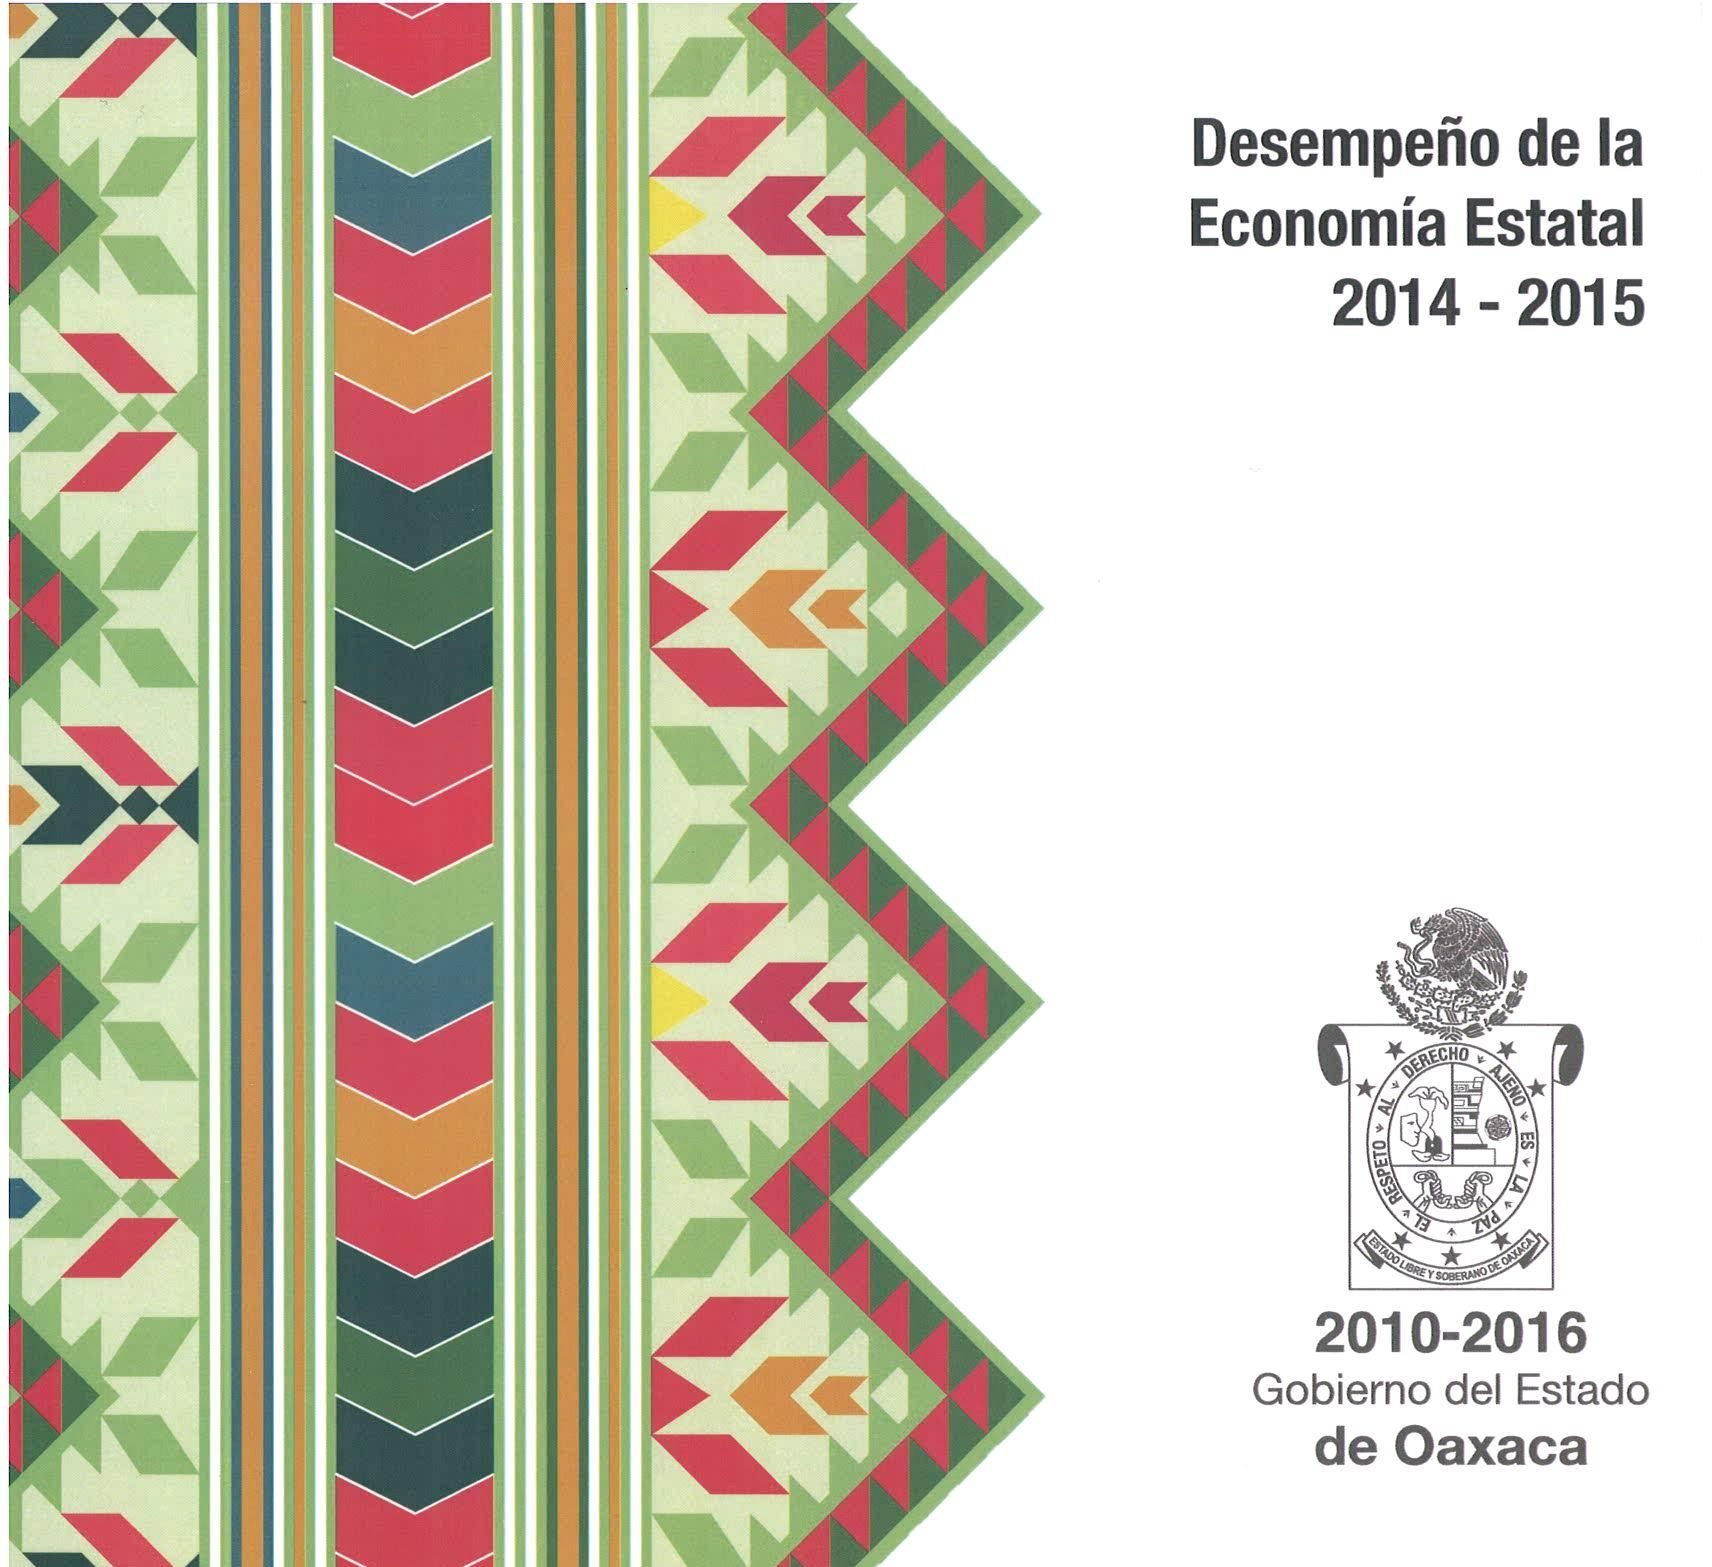 Desempeño de la
Economía Estatal
2014 - 2015
EL RESPETO AL DERECHO AJENO ES LA PAZ
ESTADO LIBRE Y SOBERANO DE OAXACA
2010-2016
Gobierno del Estado
de Oaxaca